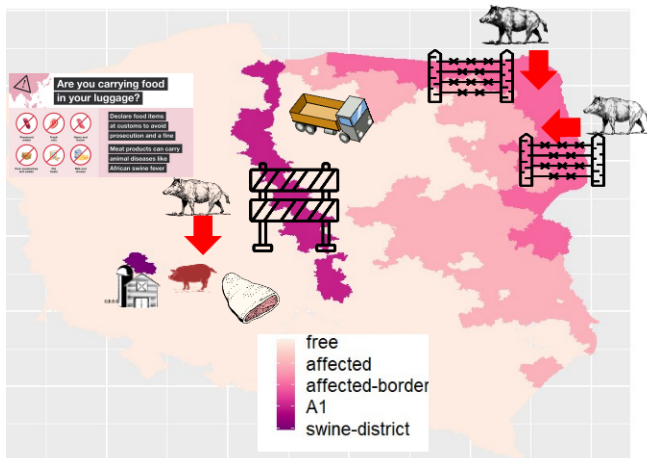 Are you carrying food
in your luggage?
Declare food items
at customs to avoid
prosecution and a fine
Meat products can carry
animal diseases like
African swine fever
free
affected
affected-border
A1
swine-district